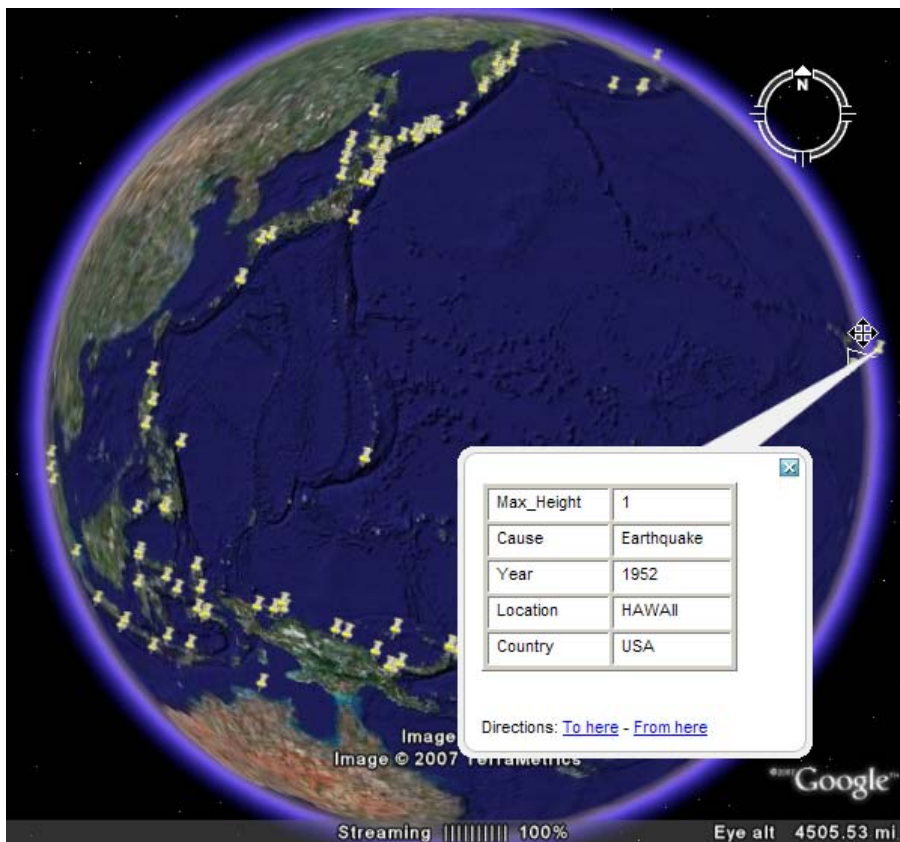 N
Max_Height 1
Cause Earthquake
Year 1952
Location HAWAII
Country USA
Directions: To here - From here
Image
Image © 2007 TerraMetrics
Google
Streaming |||||||||| 100% Eye alt 4505.53 mi